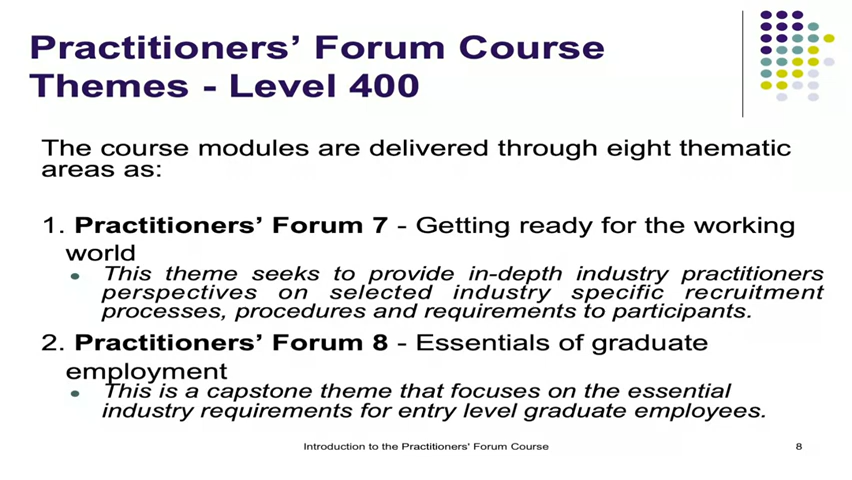 Practitioners' Forum Course
Themes - Level 400
The course modules are delivered through eight thematic
areas as:
1. Practitioners' Forum 7 - Getting ready for the working
world
• This theme seeks to provide in-depth industry practitioners
perspectives on selected industry specific recruitment
processes, procedures and requirements to participants.
2. Practitioners' Forum 8 - Essentials of graduate
employment
• This is a capstone theme that focuses on the essential
industry requirements for entry level graduate employees.
Introduction to the Practitioners' Forum Course 8